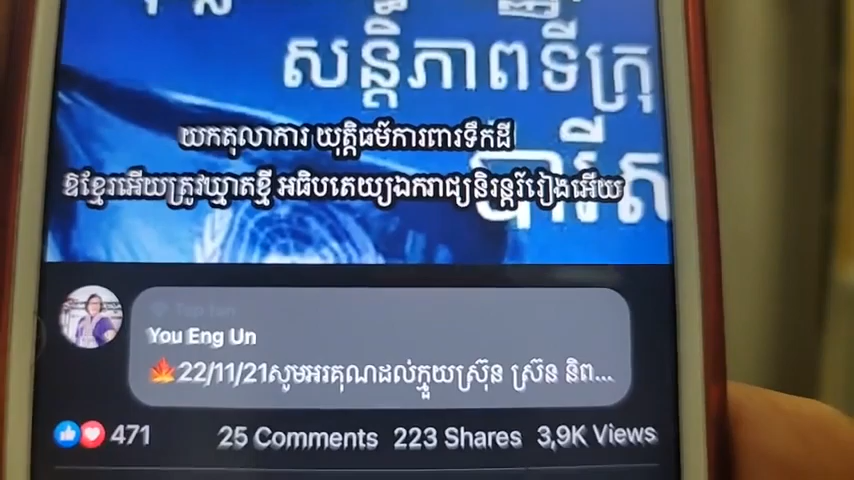 សន្តិភាពទីក្រុ
យកតុលាការ យុត្តិធម៌ការពារទឹកដី
ឱខ្មែរអើយត្រូវឃ្មាតខ្មី អធិបតេយ្យឯករាជ្យនិរន្តរ៍រៀងអើយ
You Eng Un
🍁22/11/21សូមអរគុណដល់ក្មួយស្រ៊ុន ស្រ៊ន និព...
471 25 Comments 223 Shares 3,9K Views